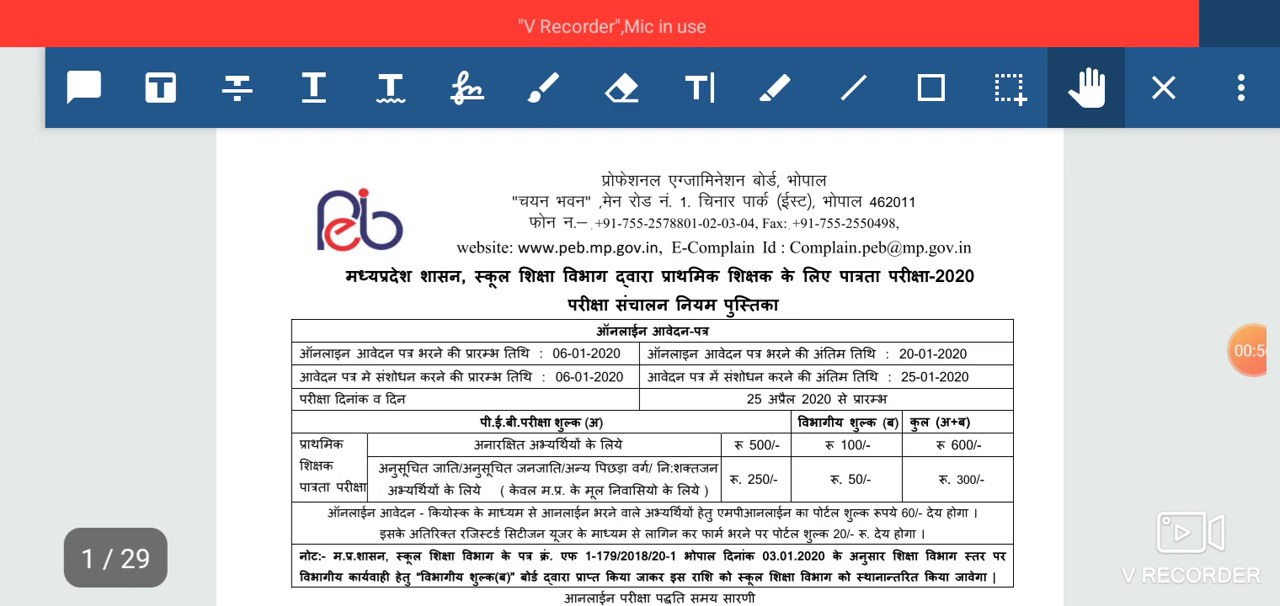 "V Recorder",Mic in use
प्रोफेशनल एग्जामिनेशन बोर्ड, भोपाल
"चयन भवन" ,मेन रोड नं. 1. चिनार पार्क (ईस्ट), भोपाल 462011
फोन न.– +91-755-2578801-02-03-04, Fax: +91-755-2550498,
website: www.peb.mp.gov.in, E-Complain Id : Complain.peb@mp.gov.in
peb
मध्यप्रदेश शासन, स्कूल शिक्षा विभाग द्वारा प्राथमिक शिक्षक के लिए पात्रता परीक्षा-2020
परीक्षा संचालन नियम पुस्तिका
ऑनलाईन आवेदन-पत्र
ऑनलाइन आवेदन पत्र भरने की प्रारम्भ तिथि : 06-01-2020 ऑनलाइन आवेदन पत्र भरने की अंतिम तिथि : 20-01-2020
आवेदन पत्र मे संशोधन करने की प्रारम्भ तिथि : 06-01-2020 आवेदन पत्र में संशोधन करने की अंतिम तिथि : 25-01-2020
परीक्षा दिनांक व दिन 25 अप्रैल 2020 से प्रारम्भ
पी.ई.बी.परीक्षा शुल्क (अ) विभागीय शुल्क (ब) कुल (अ+ब)
प्राथमिक शिक्षक पात्रता परीक्षा
अनारक्षित अभ्यर्थियों के लिये रू 500/- रू 100/- रू 600/-
अनुसूचित जाति/अनुसूचित जनजाति/अन्य पिछड़ा वर्ग/ नि:शक्तजन
अभ्यर्थियों के लिये ( केवल म.प्र. के मूल निवासियो के लिये ) रू. 250/- रू. 50/- रू. 300/-
ऑनलाईन आवेदन - कियोस्क के माध्यम से आनलाईन भरने वाले अभ्यर्थियों हेतु एमपीआनलाईन का पोर्टल शुल्क रूपये 60/- देय होगा ।
इसके अतिरिक्त रजिस्टर्ड सिटीजन यूजर के माध्यम से लागिन कर फार्म भरने पर पोर्टल शुल्क 20/- रू. देय होगा ।
नोट:- म.प्र.शासन, स्कूल शिक्षा विभाग के पत्र क्रं. एफ 1-179/2018/20-1 भोपाल दिनांक 03.01.2020 के अनुसार शिक्षा विभाग स्तर पर
विभागीय कार्यवाही हेतु "विभागीय शुल्क(ब)" बोर्ड द्वारा प्राप्त किया जाकर इस राशि को स्कूल शिक्षा विभाग को स्थानान्तरित किया जावेगा |
आनलाईन परीक्षा पद्धति समय सारणी
1 / 29
V RECORDER